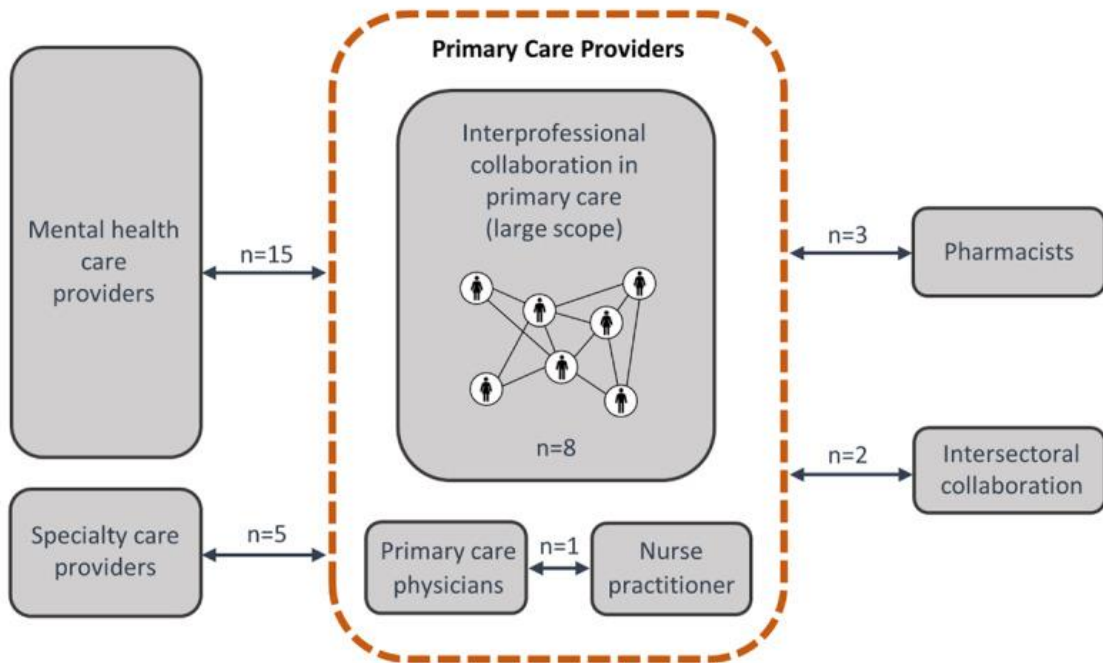 Primary Care Providers
Mental health
care
providers
n=15
Specialty care
providers
n=5
Interprofessional
collaboration in
primary care
(large scope)
n=8
Primary care
physicians
n=1
Nurse
practitioner
n=3
Pharmacists
n=2
Intersectoral
collaboration